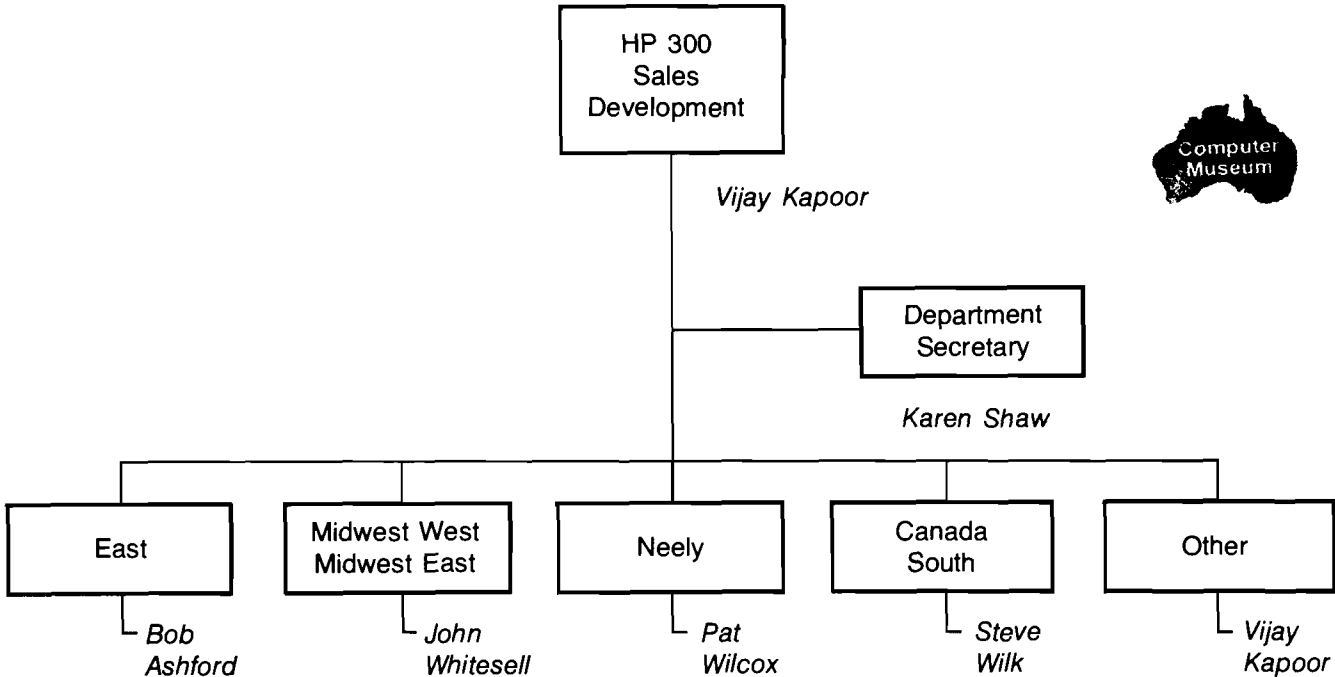 HP 300
Sales
Development
Computer
Museum
Vijay Kapoor
Department
Secretary
Karen Shaw
East
Midwest West
Midwest East
Neely
Canada
South
Other
Bob
Ashford
John
Whitesell
Pat
Wilcox
Steve
Wilk
Vijay
Kapoor